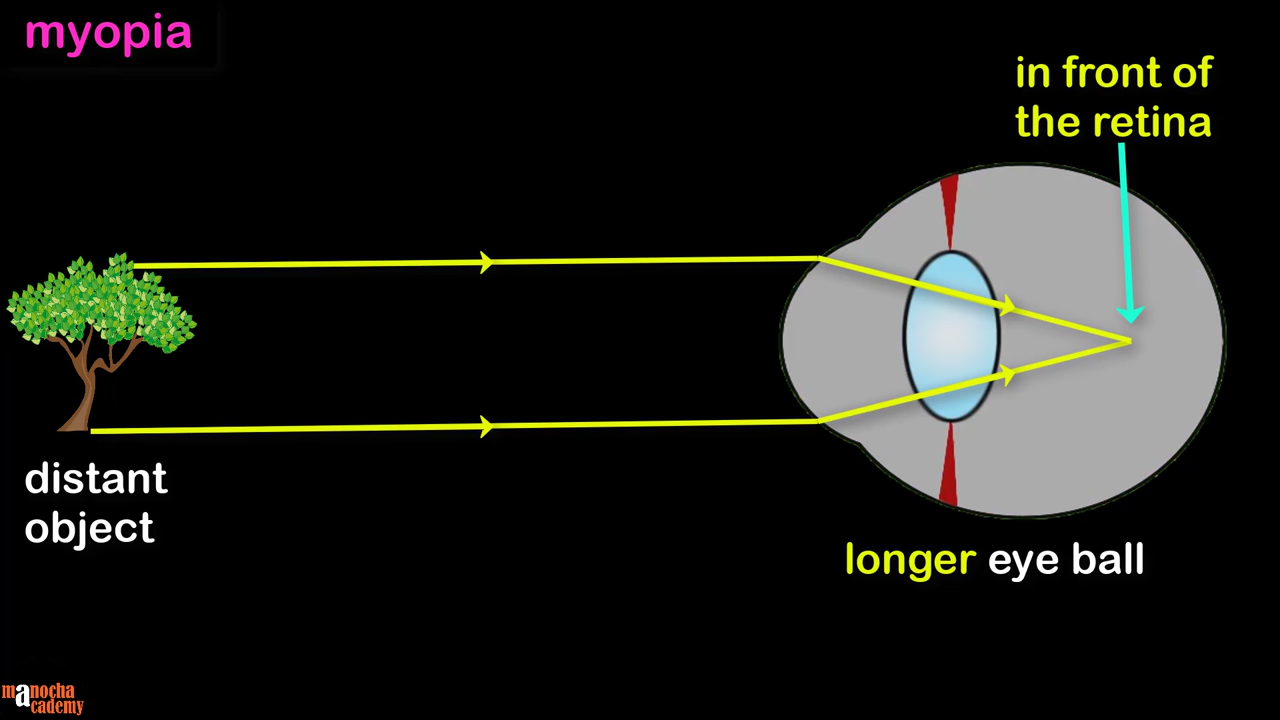 myopia
in front of
the retina
distant
object
longer eye ball
manocha
academy